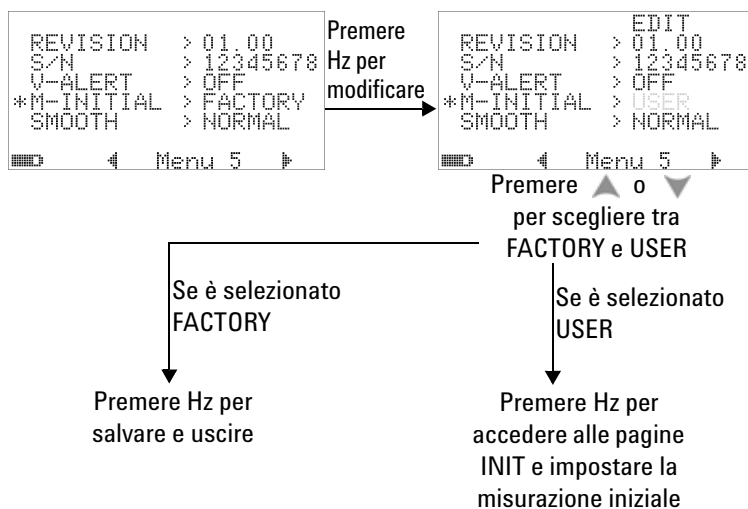 REVISION > 01.00
S/N > 12345678
V-ALERT > OFF
*M-INITIAL > FACTORY
SMOOTH > NORMAL
Menu 5
Premere
Hz per
modificare
EDIT
REVISION > 01.00
S/N > 12345678
V-ALERT > OFF
*M-INITIAL > USER
SMOOTH > NORMAL
Menu 5
Premere o
per scegliere tra
FACTORY e USER
Se è selezionato
FACTORY
Premere Hz per
salvare e uscire
Se è selezionato
USER
Premere Hz per
accedere alle pagine
INIT e impostare la
misurazione iniziale